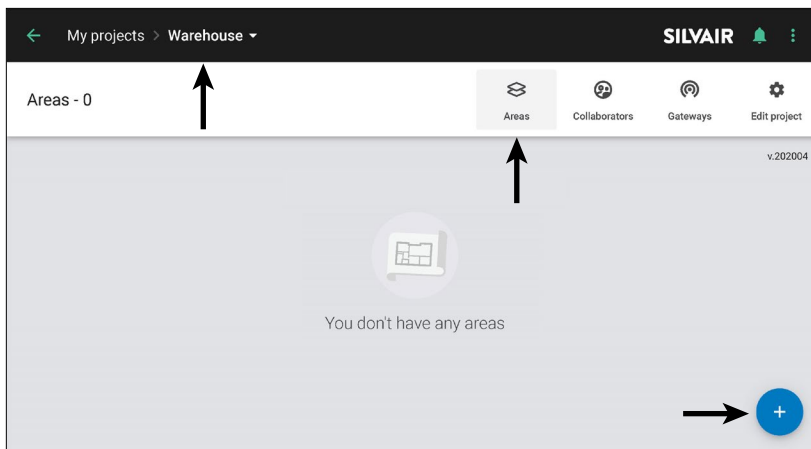 My projects > Warehouse
SILVAIR
Areas - 0
Areas
Collaborators
Gateways
Edit project
v.202004
You don't have any areas